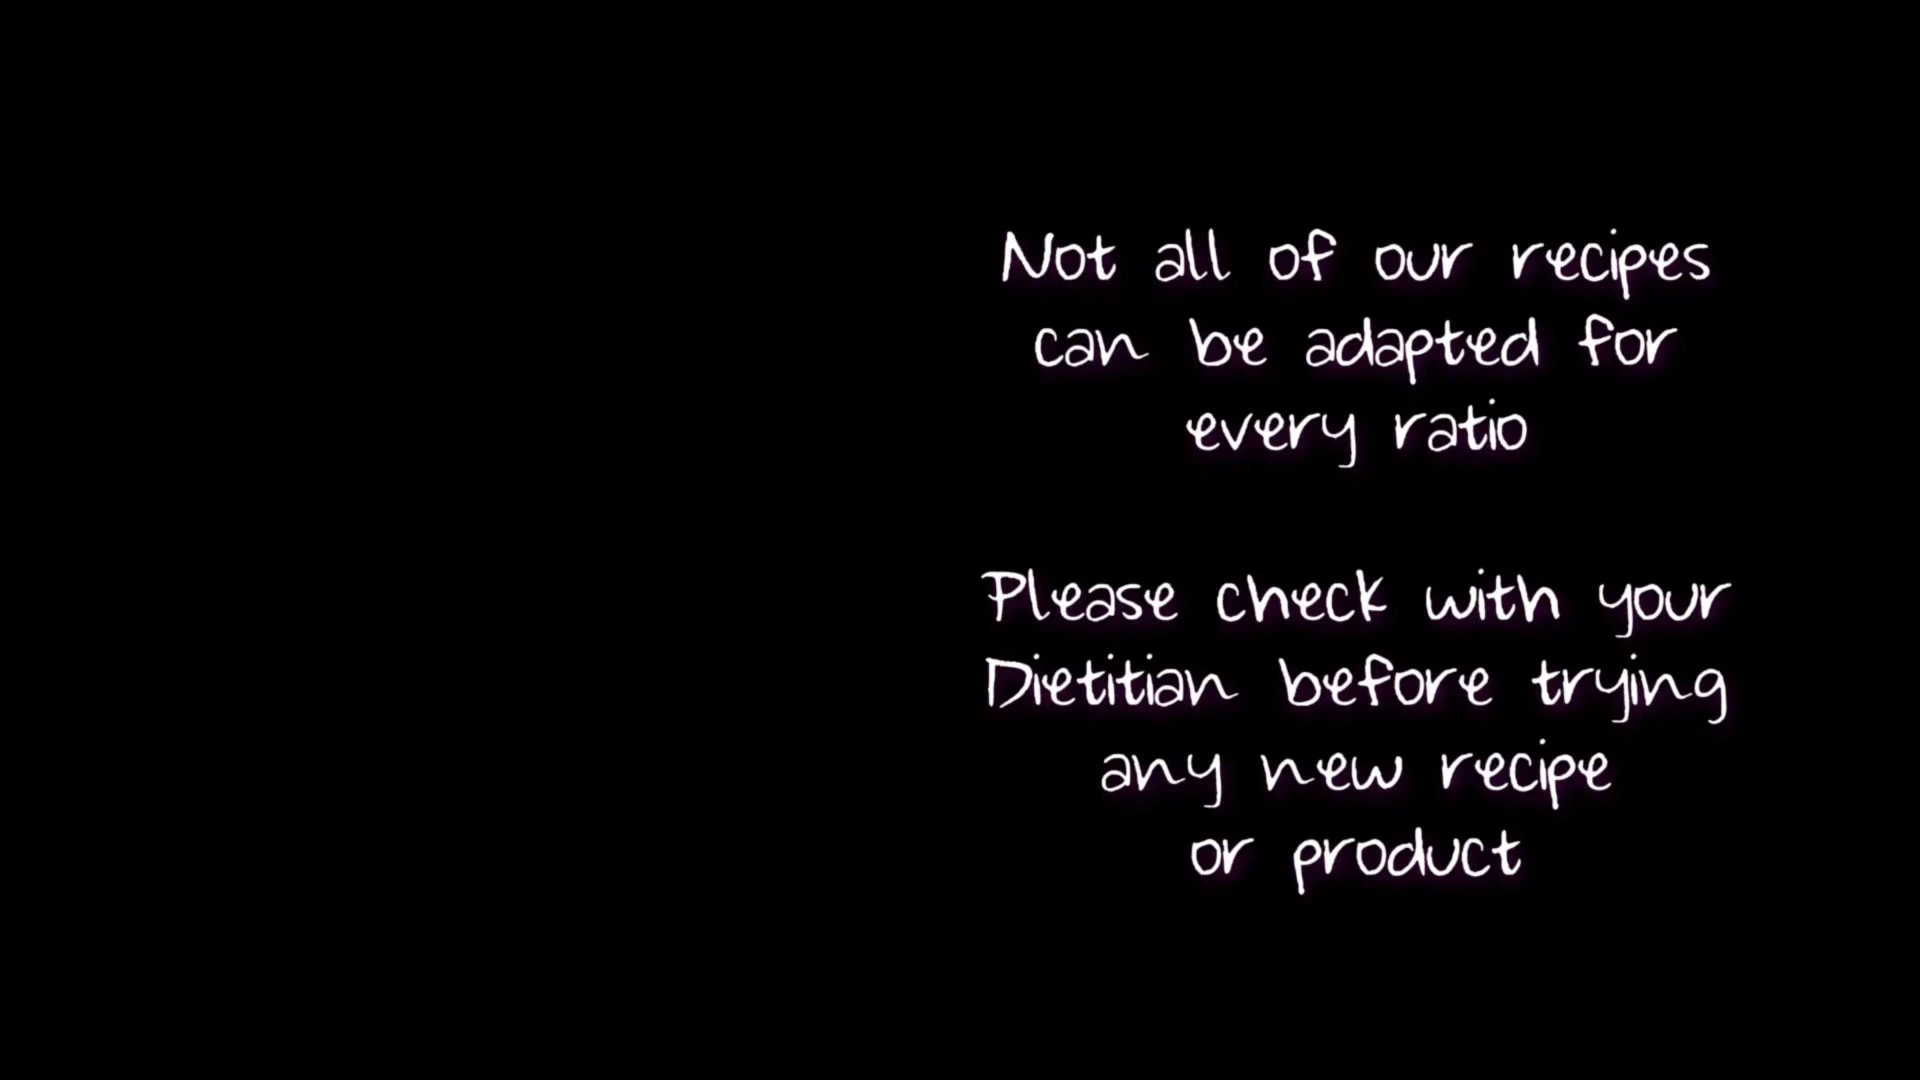 Not all of our recipes
can be adapted for
every ratio
Please check with your
Dietitian before trying
any new recipe
or product